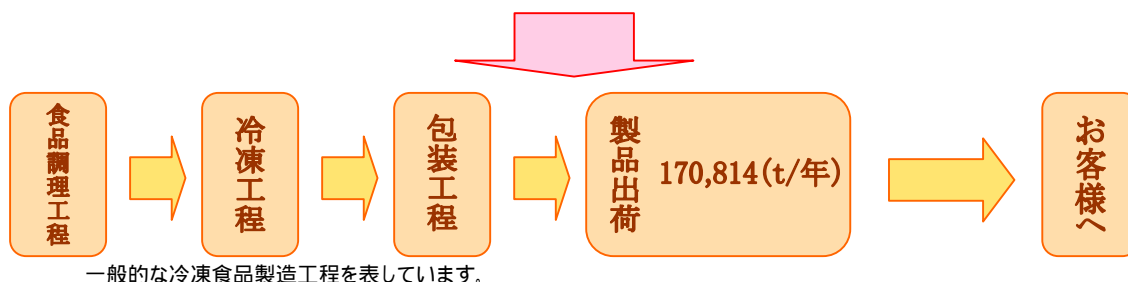 食品調理工程
冷凍工程
包装工程
製品出荷
170,814(t/年)
お客様へ
一般的な冷凍食品製造工程を表しています。